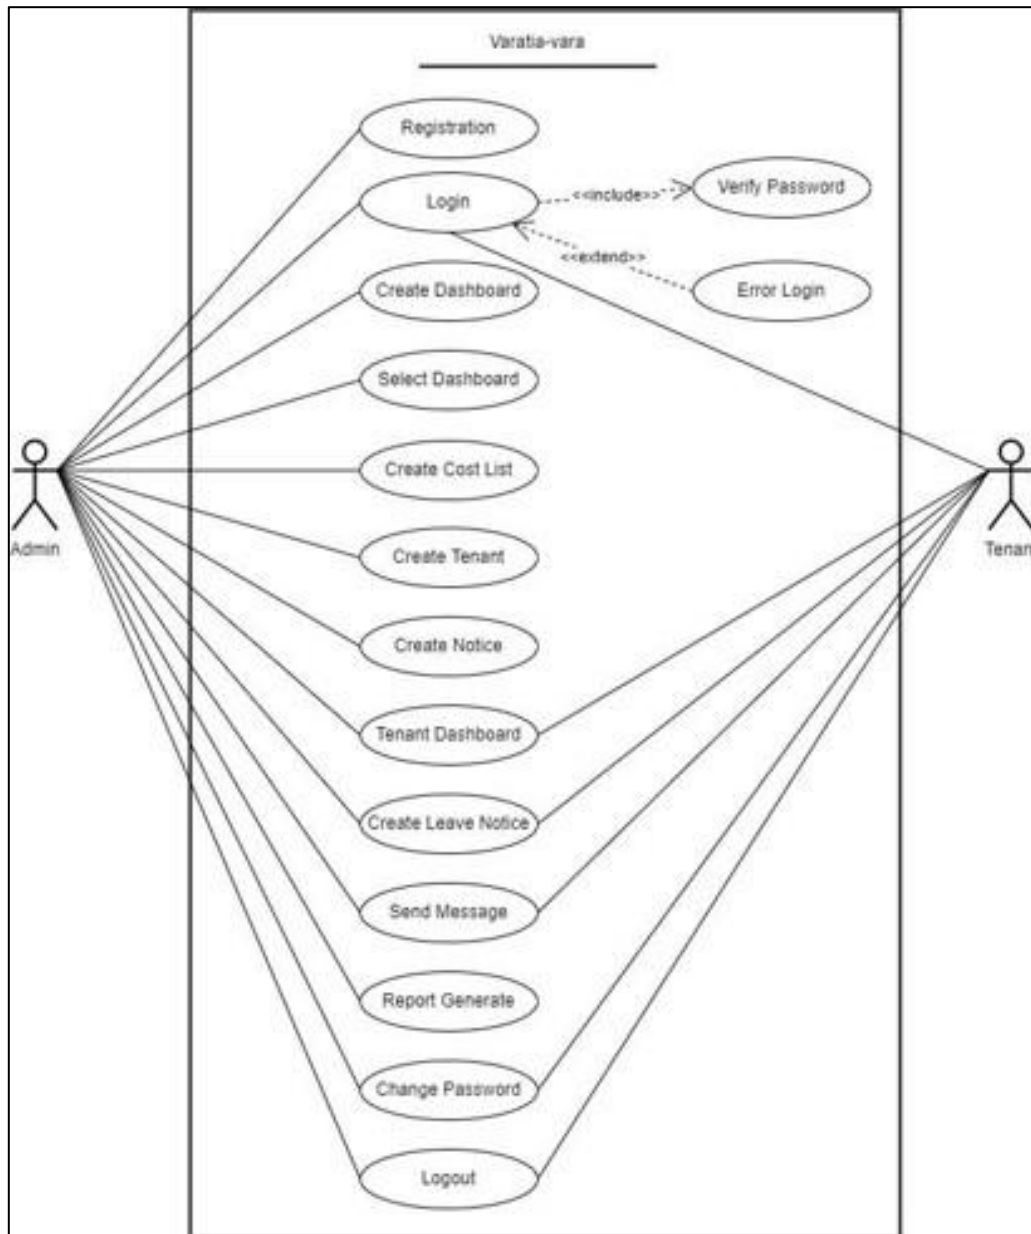 Varatia-vara
Registration
Login
<<include>>
Verify Password
<<extend>>
Error Login
Create Dashboard
Select Dashboard
Create Cost List
Admin
Create Tenant
Tenan
Create Notice
Tenant Dashboard
Create Leave Notice
Send Message
Report Generate
Change Password
Logout